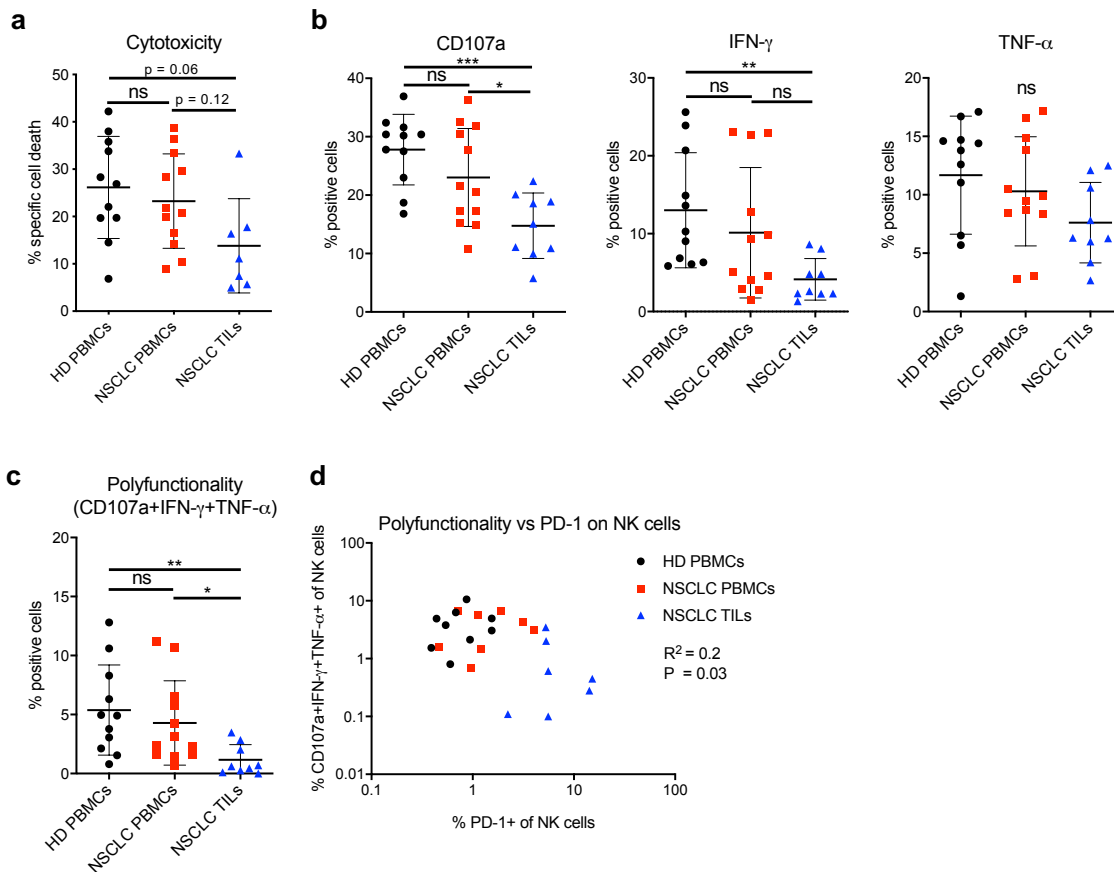 a
Cytotoxicity
% specific cell death
50
40
30
20
10
0
p = 0.06
ns
p = 0.12
HD PBMCs
NSCLC PBMCs
NSCLC TILs
b
CD107a
% positive cells
50
40
30
20
10
0
***
ns
*
HD PBMCs
NSCLC PBMCs
NSCLC TILs
IFN-γ
% positive cells
30
20
10
0
**
ns
ns
HD PBMCs
NSCLC PBMCs
NSCLC TILs
TNF-α
% positive cells
20
15
10
5
0
ns
HD PBMCs
NSCLC PBMCs
NSCLC TILs
c
Polyfunctionality
(CD107a+IFN-γ+TNF-α)
% positive cells
20
15
10
5
0
**
ns
*
HD PBMCs
NSCLC PBMCs
NSCLC TILs
d
Polyfunctionality vs PD-1 on NK cells
% CD107a+IFN-γ+TNF-α+ of NK cells
100
10
1
0.1
0.01
0.1
1
10
100
% PD-1+ of NK cells
HD PBMCs
NSCLC PBMCs
NSCLC TILs
R² = 0.2
P = 0.03